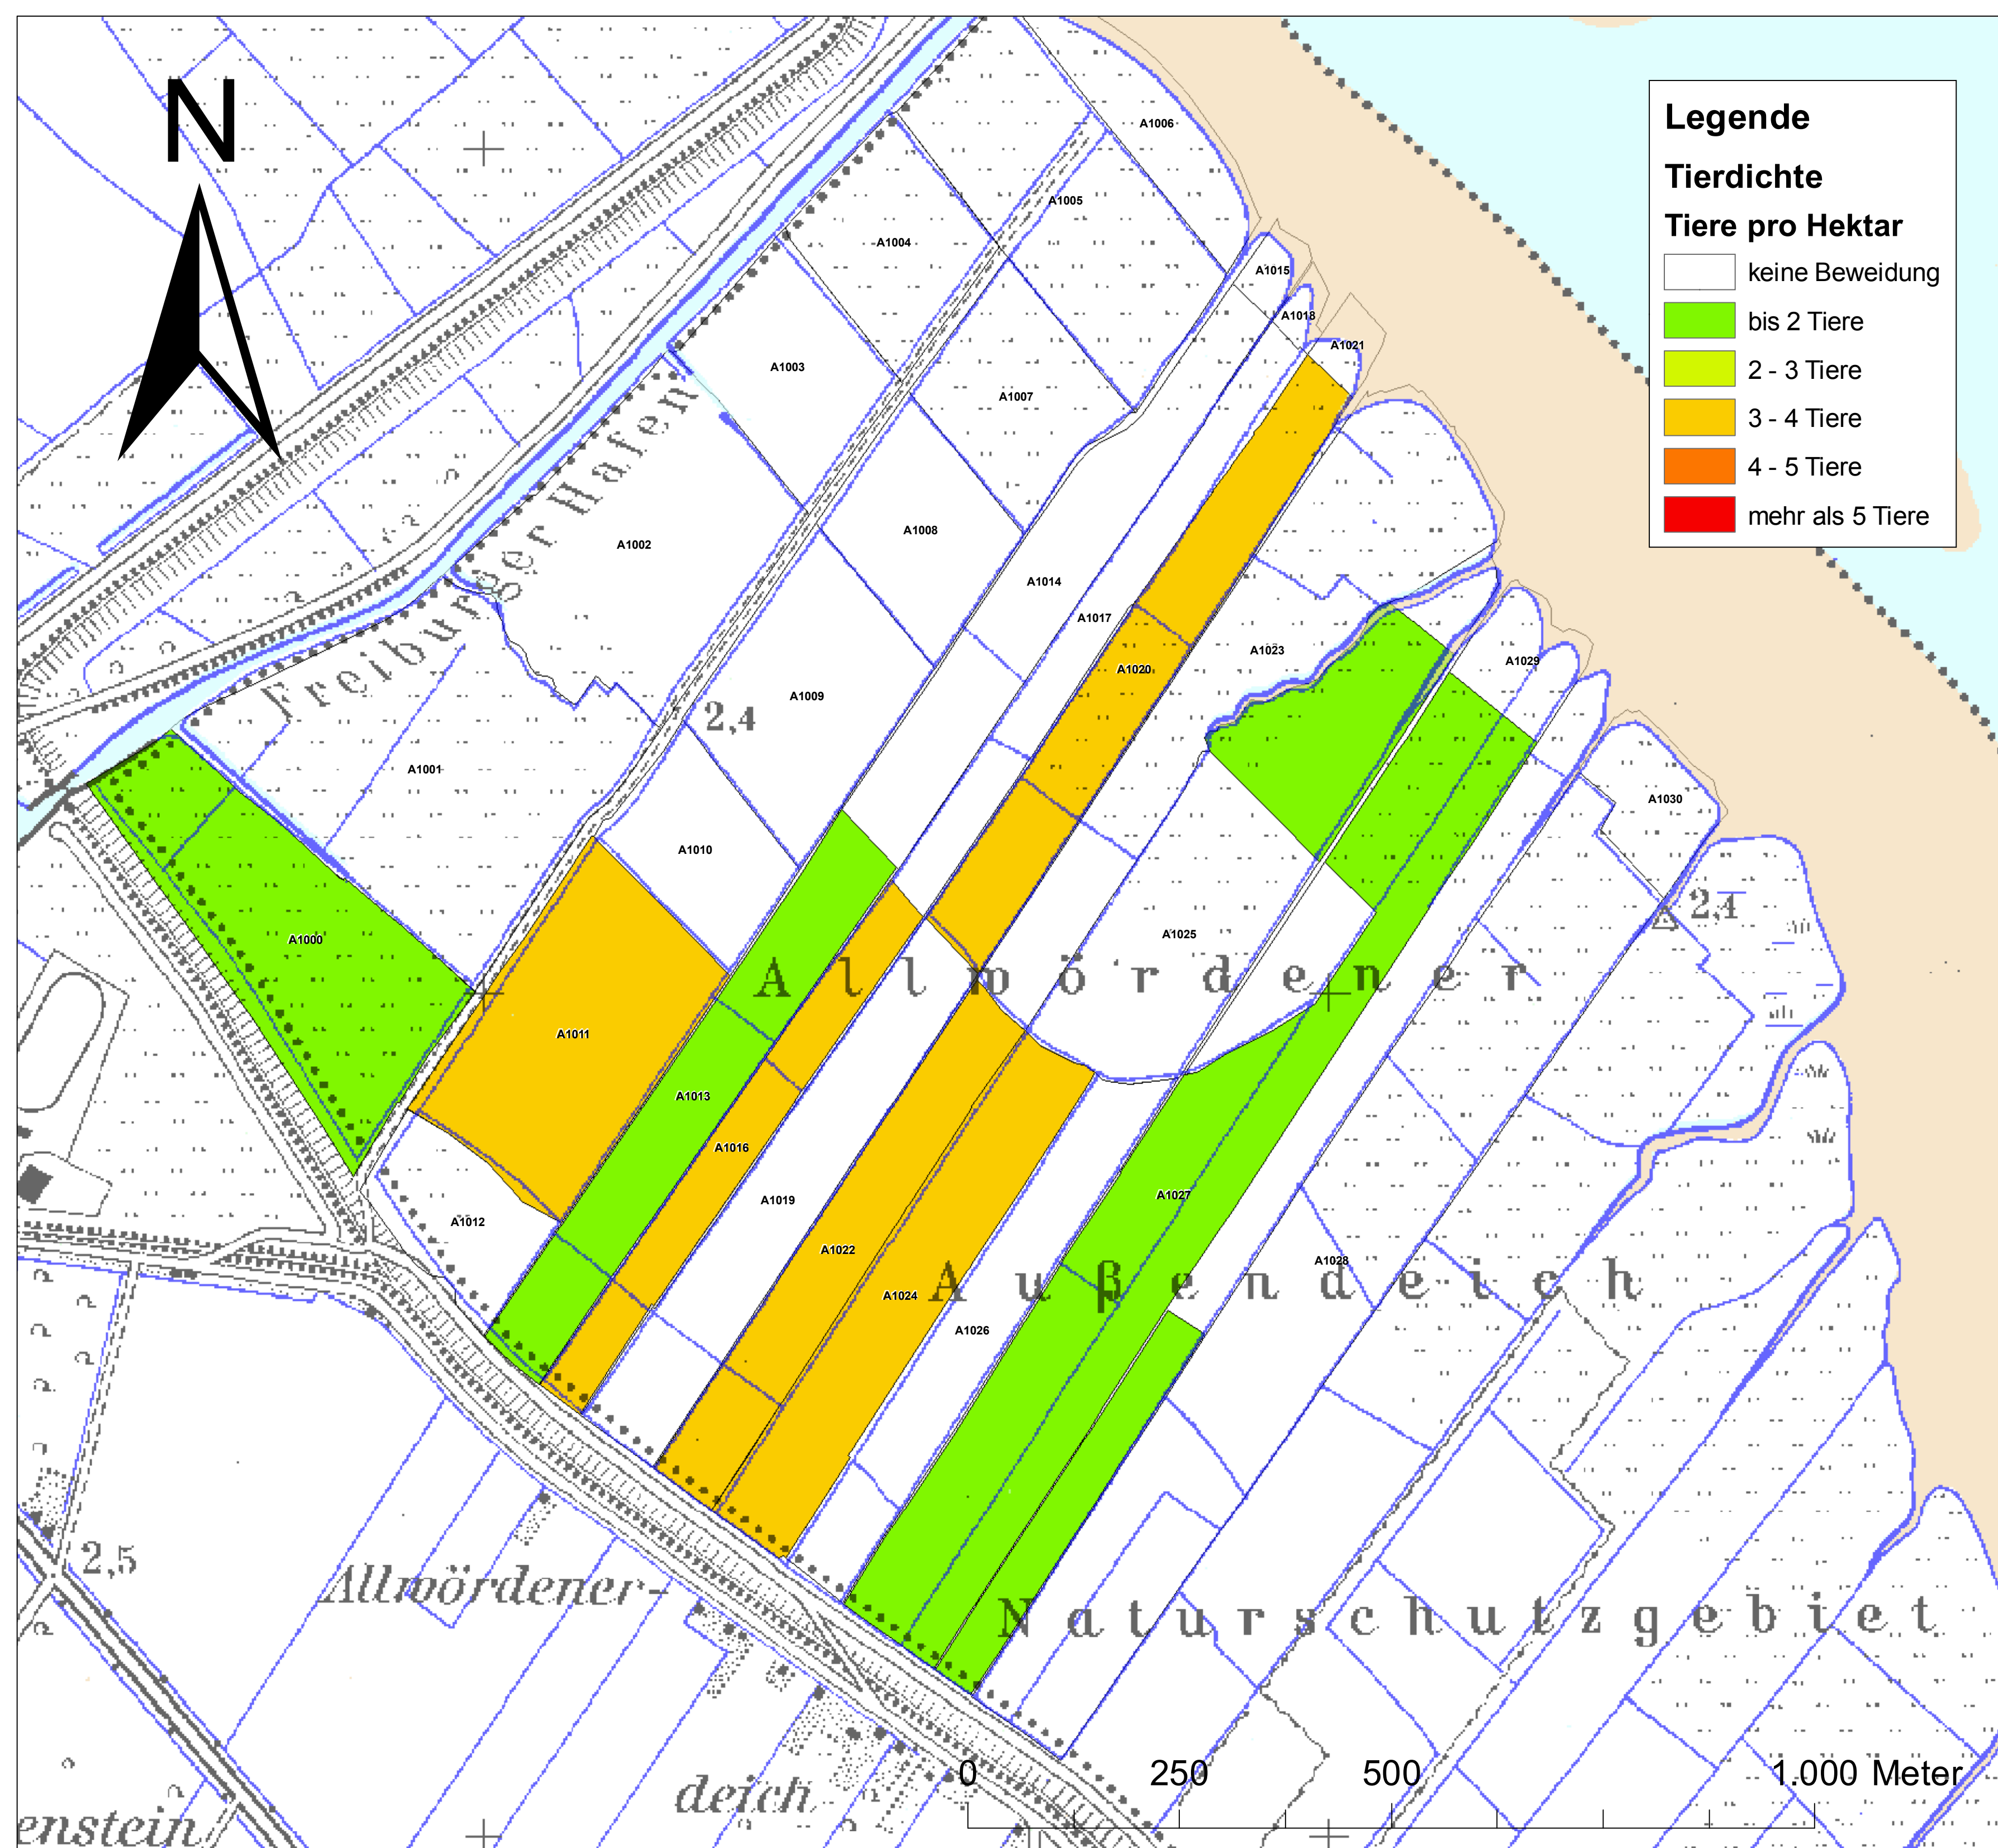 N
Legende
Tierdichte
Tiere pro Hektar
keine Beweidung
bis 2 Tiere
2 - 3 Tiere
3 - 4 Tiere
4 - 5 Tiere
mehr als 5 Tiere
A1006
A1005
A1004
A1015
A1018
A1021
A1003
A1007
Freiburger Hafen
A1002
A1008
A1014
A1017
A1023
A1020
A1029
A1009
2,4
A1001
A1030
A1010
2,4
A1000
A1025
Allwördener
A1011
A1013
A1016
A1027
A1019
A1012
A1022
A1028
Außendeich
A1024
A1026
2,5
Allwördener-
Naturschutzgebiet
deich
0 250 500 1.000 Meter
enstein